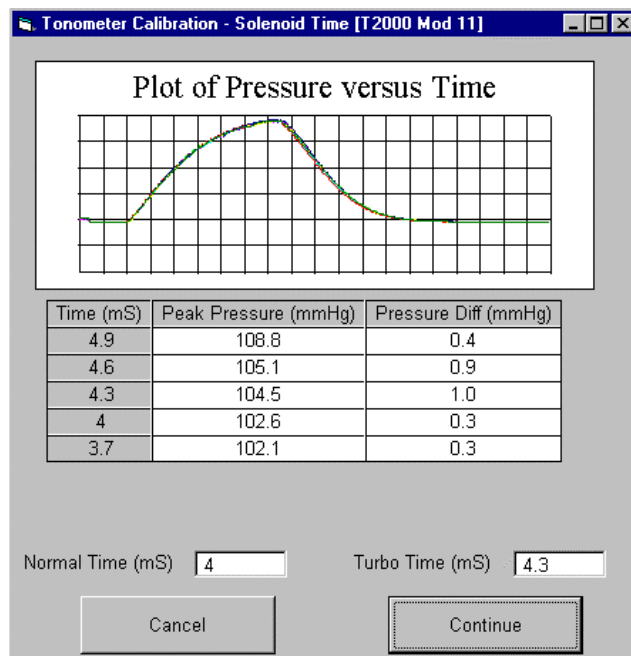 Tonometer Calibration - Solenoid Time [T2000 Mod 11]
Plot of Pressure versus Time
Time (mS) Peak Pressure (mmHg) Pressure Diff (mmHg)
4.9 108.8 0.4
4.6 105.1 0.9
4.3 104.5 1.0
4 102.6 0.3
3.7 102.1 0.3
Normal Time (mS) 4 Turbo Time (mS) 4.3
Cancel Continue